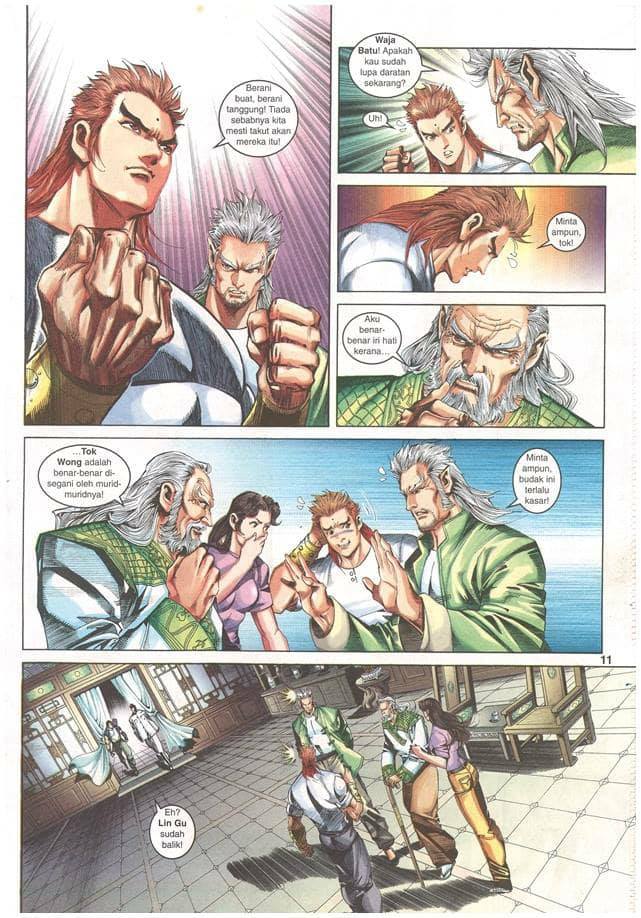 Berani
buat, berani
tanggung! Tiada
sebabnya kita
mesti takut akan
mereka itu!
Waja
Batu! Apakah
kau sudah
lupa daratan
sekarang?
Uh!
Minta
ampun,
tok!
Aku
benar-
benar iri hati
kerana...
...Tok
Wong adalah
benar-benar di-
segani oleh murid-
muridnya!
Minta
ampun,
budak ini
terlalu
kasar!
11
Eh?
Lin Gu
sudah
balik!